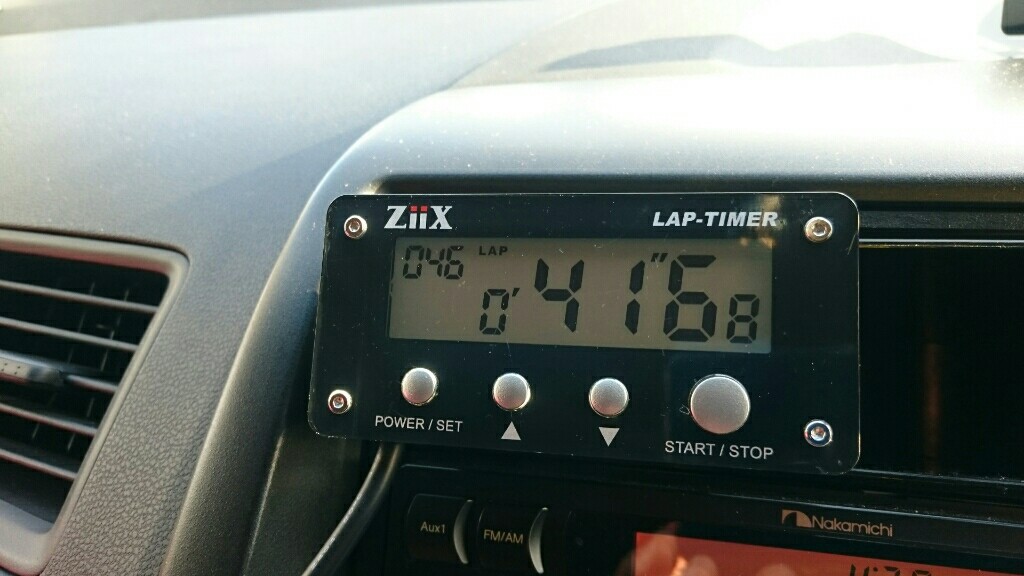 ZiiX LAP-TIMER
046 LAP
0'41"68
POWER / SET ▲ ▼ START / STOP
Nakamichi
Aux1 FM/AM